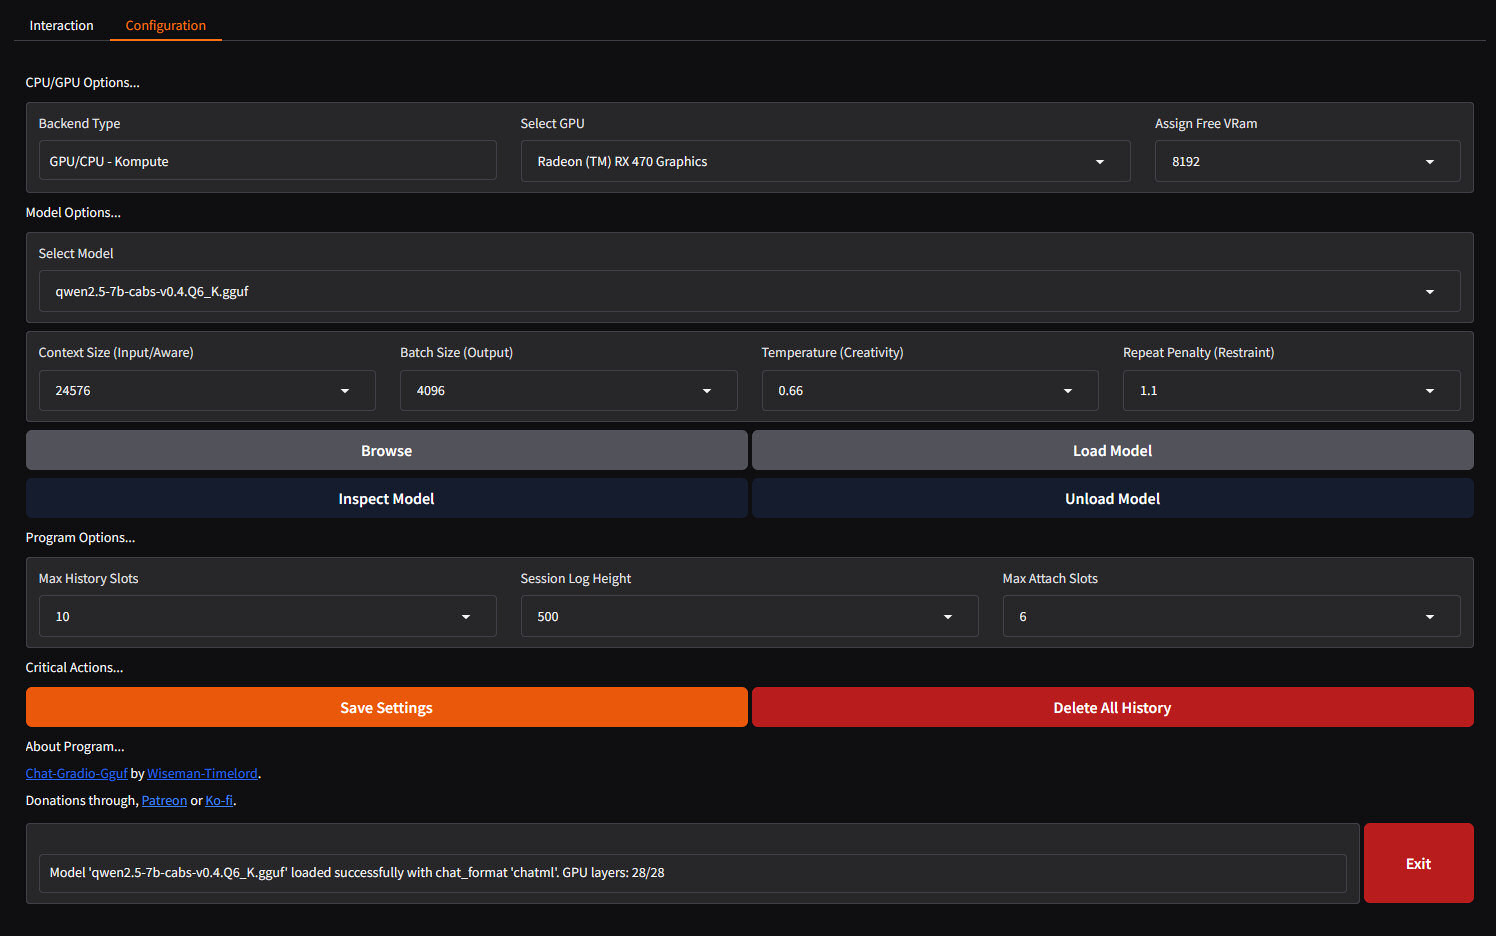 Interaction Configuration
CPU/GPU Options...
Backend Type Select GPU Assign Free VRam
GPU/CPU - Kompute Radeon (TM) RX 470 Graphics 8192
Model Options...
Select Model
qwen2.5-7b-cabs-v0.4.Q6_K.gguf
Context Size (Input/Aware) Batch Size (Output) Temperature (Creativity) Repeat Penalty (Restraint)
24576 4096 0.66 1.1
Browse Load Model
Inspect Model Unload Model
Program Options...
Max History Slots Session Log Height Max Attach Slots
10 500 6
Critical Actions...
Save Settings Delete All History
About Program...
Chat-Gradio-Gguf by Wiseman-Timelord.
Donations through, Patreon or Ko-fi.
Model 'qwen2.5-7b-cabs-v0.4.Q6_K.gguf' loaded successfully with chat_format 'chatml'. GPU layers: 28/28
Exit